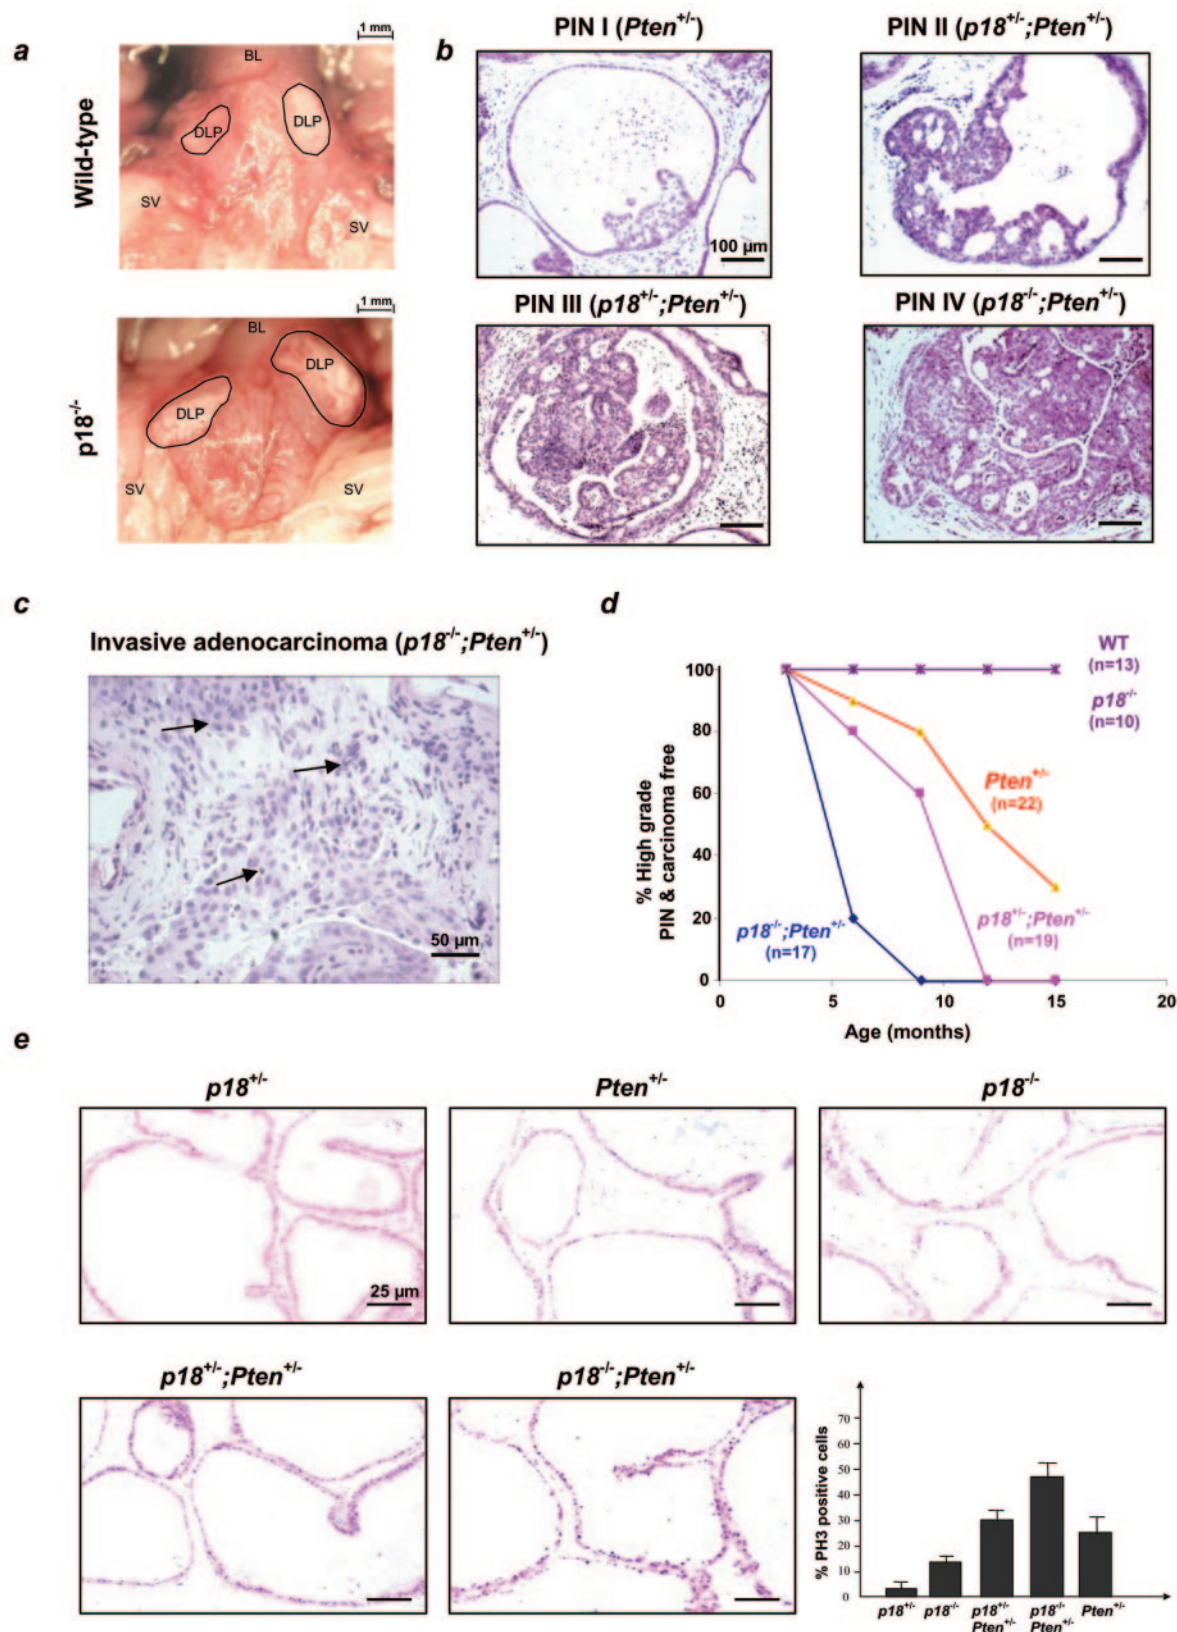 a
Wild-type
1 mm
BL
DLP
DLP
SV
SV
p18-/-
1 mm
BL
DLP
DLP
SV
SV
b
PIN I (Pten+/-)
100 µm
PIN II (p18+/-;Pten+/-)
PIN III (p18+/-;Pten+/-)
PIN IV (p18-/-;Pten+/-)
c
Invasive adenocarcinoma (p18-/-;Pten+/-)
50 µm
d
% High grade
PIN & carcinoma free
100
80
60
40
20
0
0
5
10
15
20
Age (months)
WT
(n=13)
p18-/-
(n=10)
Pten+/-
(n=22)
p18+/-;Pten+/-
(n=19)
p18-/-;Pten+/-
(n=17)
e
p18+/-
25 µm
Pten+/-
p18-/-
p18+/-;Pten+/-
p18-/-;Pten+/-
% PH3 positive cells
70
60
50
40
30
20
10
0
p18+/-
p18-/-
p18+/-
Pten+/-
p18-/-
Pten+/-
Pten+/-